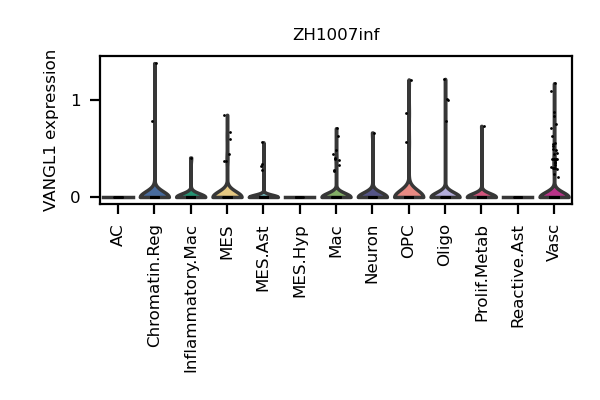 ZH1007inf
VANGL1 expression
1
0
AC
Chromatin.Reg
Inflammatory.Mac
MES
MES.Ast
MES.Hyp
Mac
Neuron
OPC
Oligo
Prolif.Metab
Reactive.Ast
Vasc